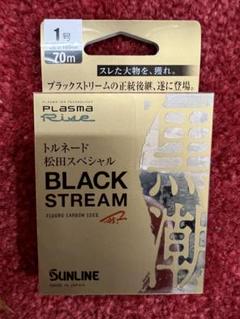 1号
70m
スレた大物を、獲れ。
ブラックストリームの正統後継、遂に登場。
PLASMA
Rise
トルネード
松田スペシャル
BLACK
STREAM
FLUORO CARBON 100%
SUNLINE
MADE IN JAPAN